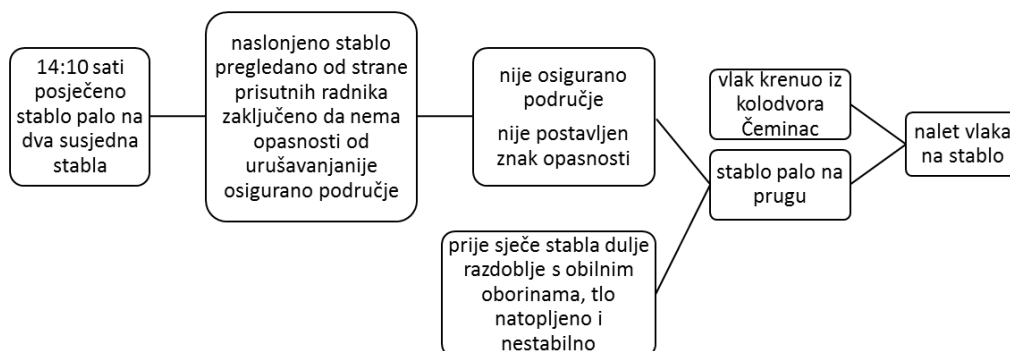 14:10 sati
posječeno
stablo palo na
dva susjedna
stabla
naslonjeno stablo
pregledano od strane
prisutnih radnika
zaključeno da nema
opasnosti od
urušavanjanije
osigurano područje
nije osigurano
područje
nije postavljen
znak opasnosti
prije sječe stabla dulje
razdoblje s obilnim
oborinama, tlo
natopljeno i
nestabilno
vlak krenuo iz
kolodvora
Čeminac
stablo palo na
prugu
nalet vlaka
na stablo